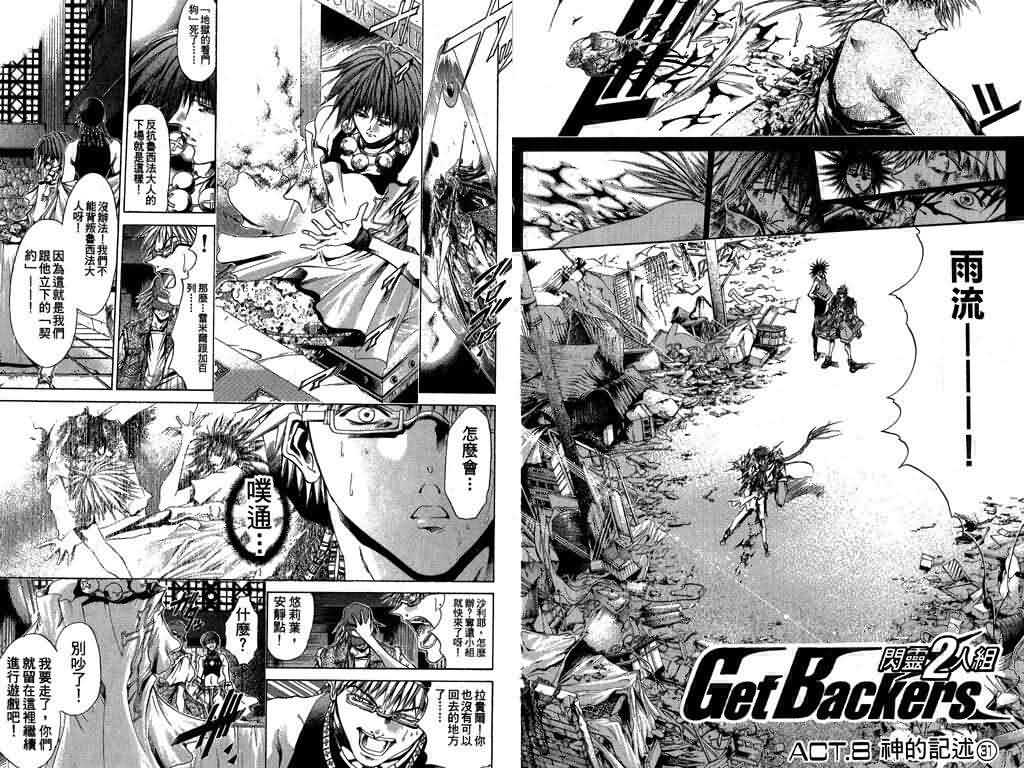 雨流————！
閃靈2人組
GetBackers
ACT.8 神的記述㉛
「地獄的看門
狗」死了……
反抗魯西法大人的
下場就是這樣！
沒辦法！我們不
能背叛魯西法大
人呀！
因為這就是我們
跟他立下的「契
約」———
！
那麼…雷米爾跟加百
列……
怎麼會…
噗通…
沙利耶，怎麼
辦？奪還小組
就快來了呀！
悠莉葉，
安靜點！
什麼？
拉貴爾！你
也沒有可以
回去的地方
了……
別吵了！
我要走了，你們
就留在這裡繼續
進行遊戲吧！